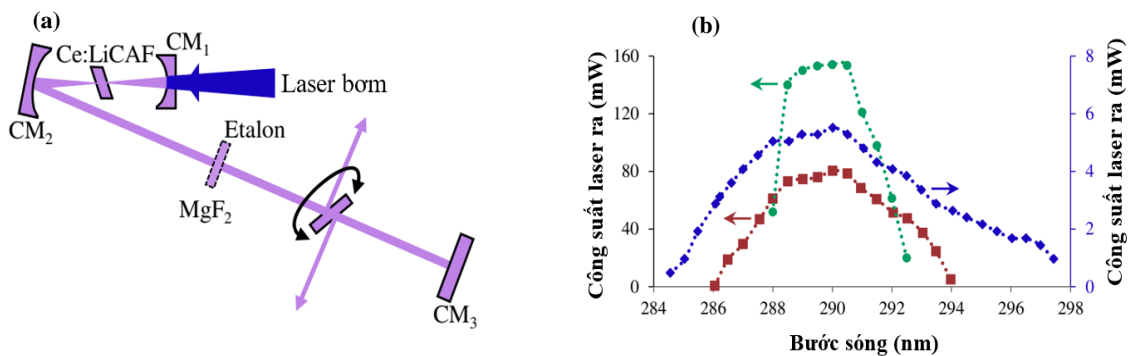 (a)
CM₁
Ce:LiCAF
Laser bơm
CM₂
Etalon
MgF₂
CM₃
(b)
Công suất laser ra (mW)
160
120
80
40
0
8
6
4
2
0
Công suất laser ra (mW)
284 286 288 290 292 294 296 298
Bước sóng (nm)